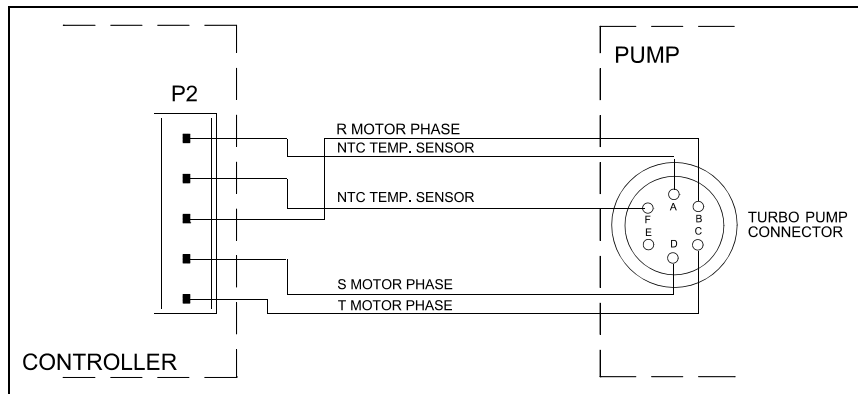 PUMP
P2
R MOTOR PHASE
NTC TEMP. SENSOR
NTC TEMP. SENSOR
A
F
B
E
D
C
TURBO PUMP
CONNECTOR
S MOTOR PHASE
T MOTOR PHASE
CONTROLLER